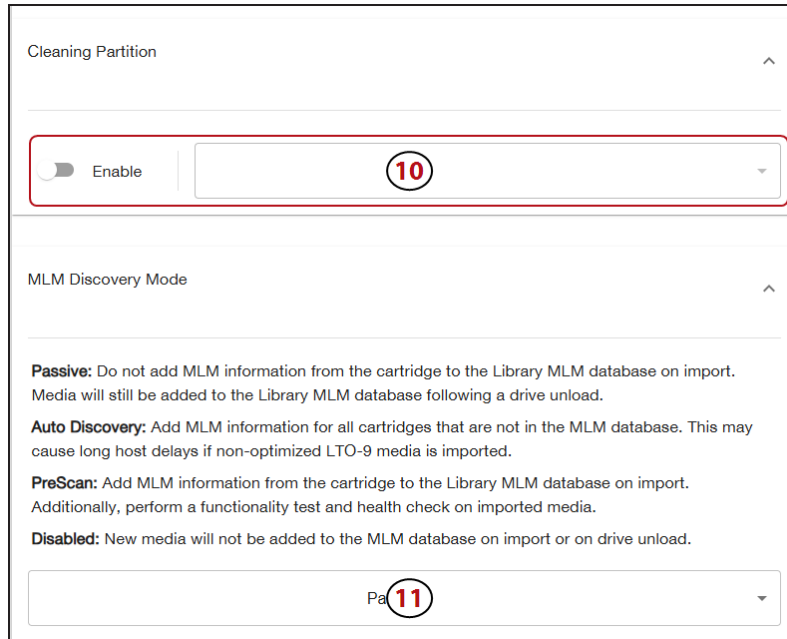 Cleaning Partition
Enable
10
MLM Discovery Mode
Passive: Do not add MLM information from the cartridge to the Library MLM database on import.
Media will still be added to the Library MLM database following a drive unload.
Auto Discovery: Add MLM information for all cartridges that are not in the MLM database. This may
cause long host delays if non-optimized LTO-9 media is imported.
PreScan: Add MLM information from the cartridge to the Library MLM database on import.
Additionally, perform a functionality test and health check on imported media.
Disabled: New media will not be added to the MLM database on import or on drive unload.
11